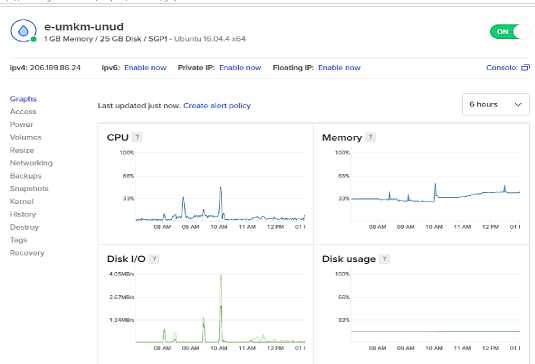 e-umkm-unud
1 GB Memory / 25 GB Disk / SGP1 - Ubuntu 16.04.4 x64
ON
ipv4: 206.189.86.24 ipv6: Enable now Private IP: Enable now Floating IP: Enable now Console:
Graphs
Access
Power
Volumes
Resize
Networking
Backups
Snapshots
Kernel
History
Destroy
Tags
Recovery
Last updated just now. Create alert policy
6 hours
CPU ?
100%
66%
33%
08 AM 09 AM 10 AM 11 AM 12 PM 01
Memory ?
100%
66%
33%
08 AM 09 AM 10 AM 11 AM 12 PM 01
Disk I/O ?
4.05MB/s
2.67MB/s
1.34MB/s
08 AM 09 AM 10 AM 11 AM 12 PM 01
Disk usage ?
100%
66%
33%
08 AM 09 AM 10 AM 11 AM 12 PM 01